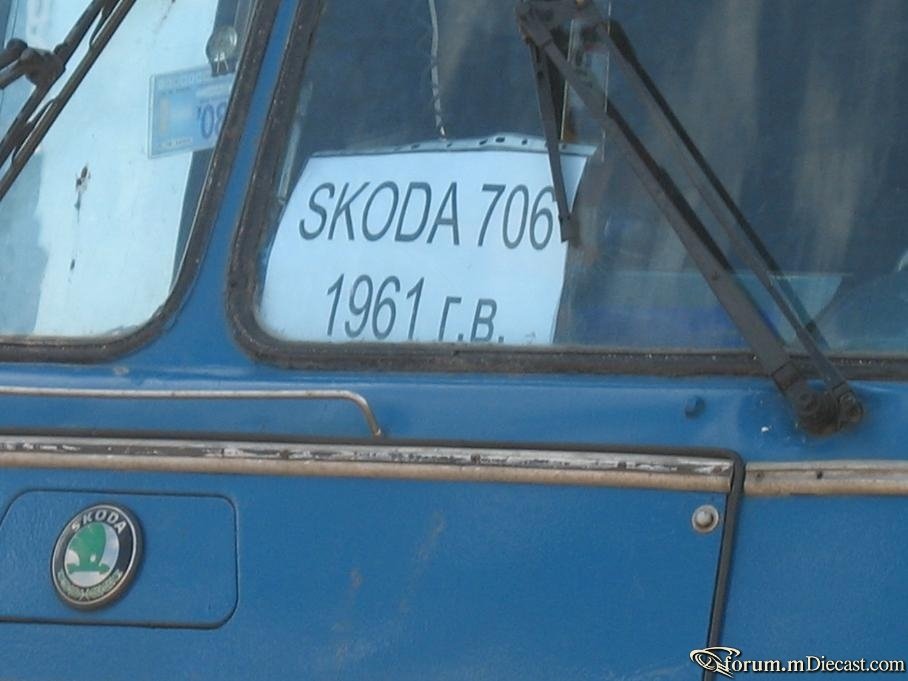 SKODA 706
1961 г.в.
SKODA
forum.mDiecast.com